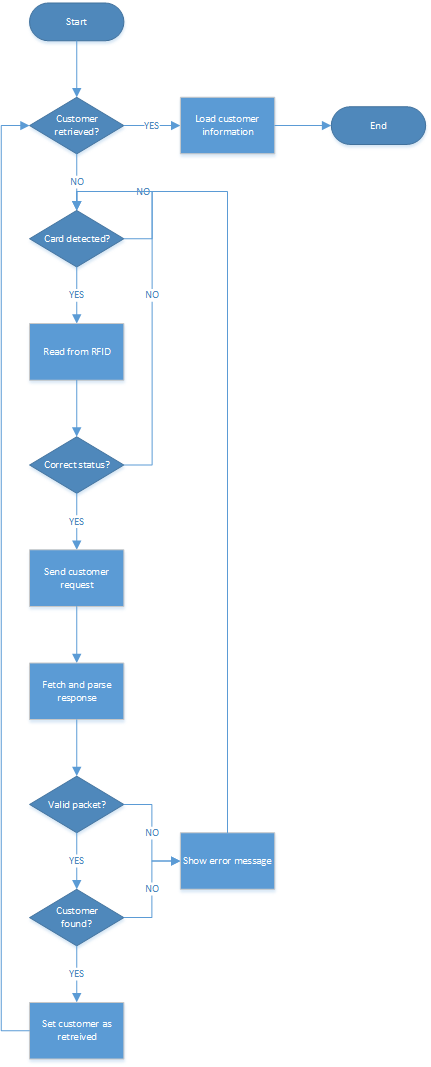 Start
Customer
retrieved?
YES
Load customer
information
End
NO
NO
Card detected?
YES
NO
Read from RFID
Correct status?
YES
Send customer
request
Fetch and parse
response
Valid packet?
NO
YES
Show error message
NO
Customer
found?
YES
Set customer as
retreived